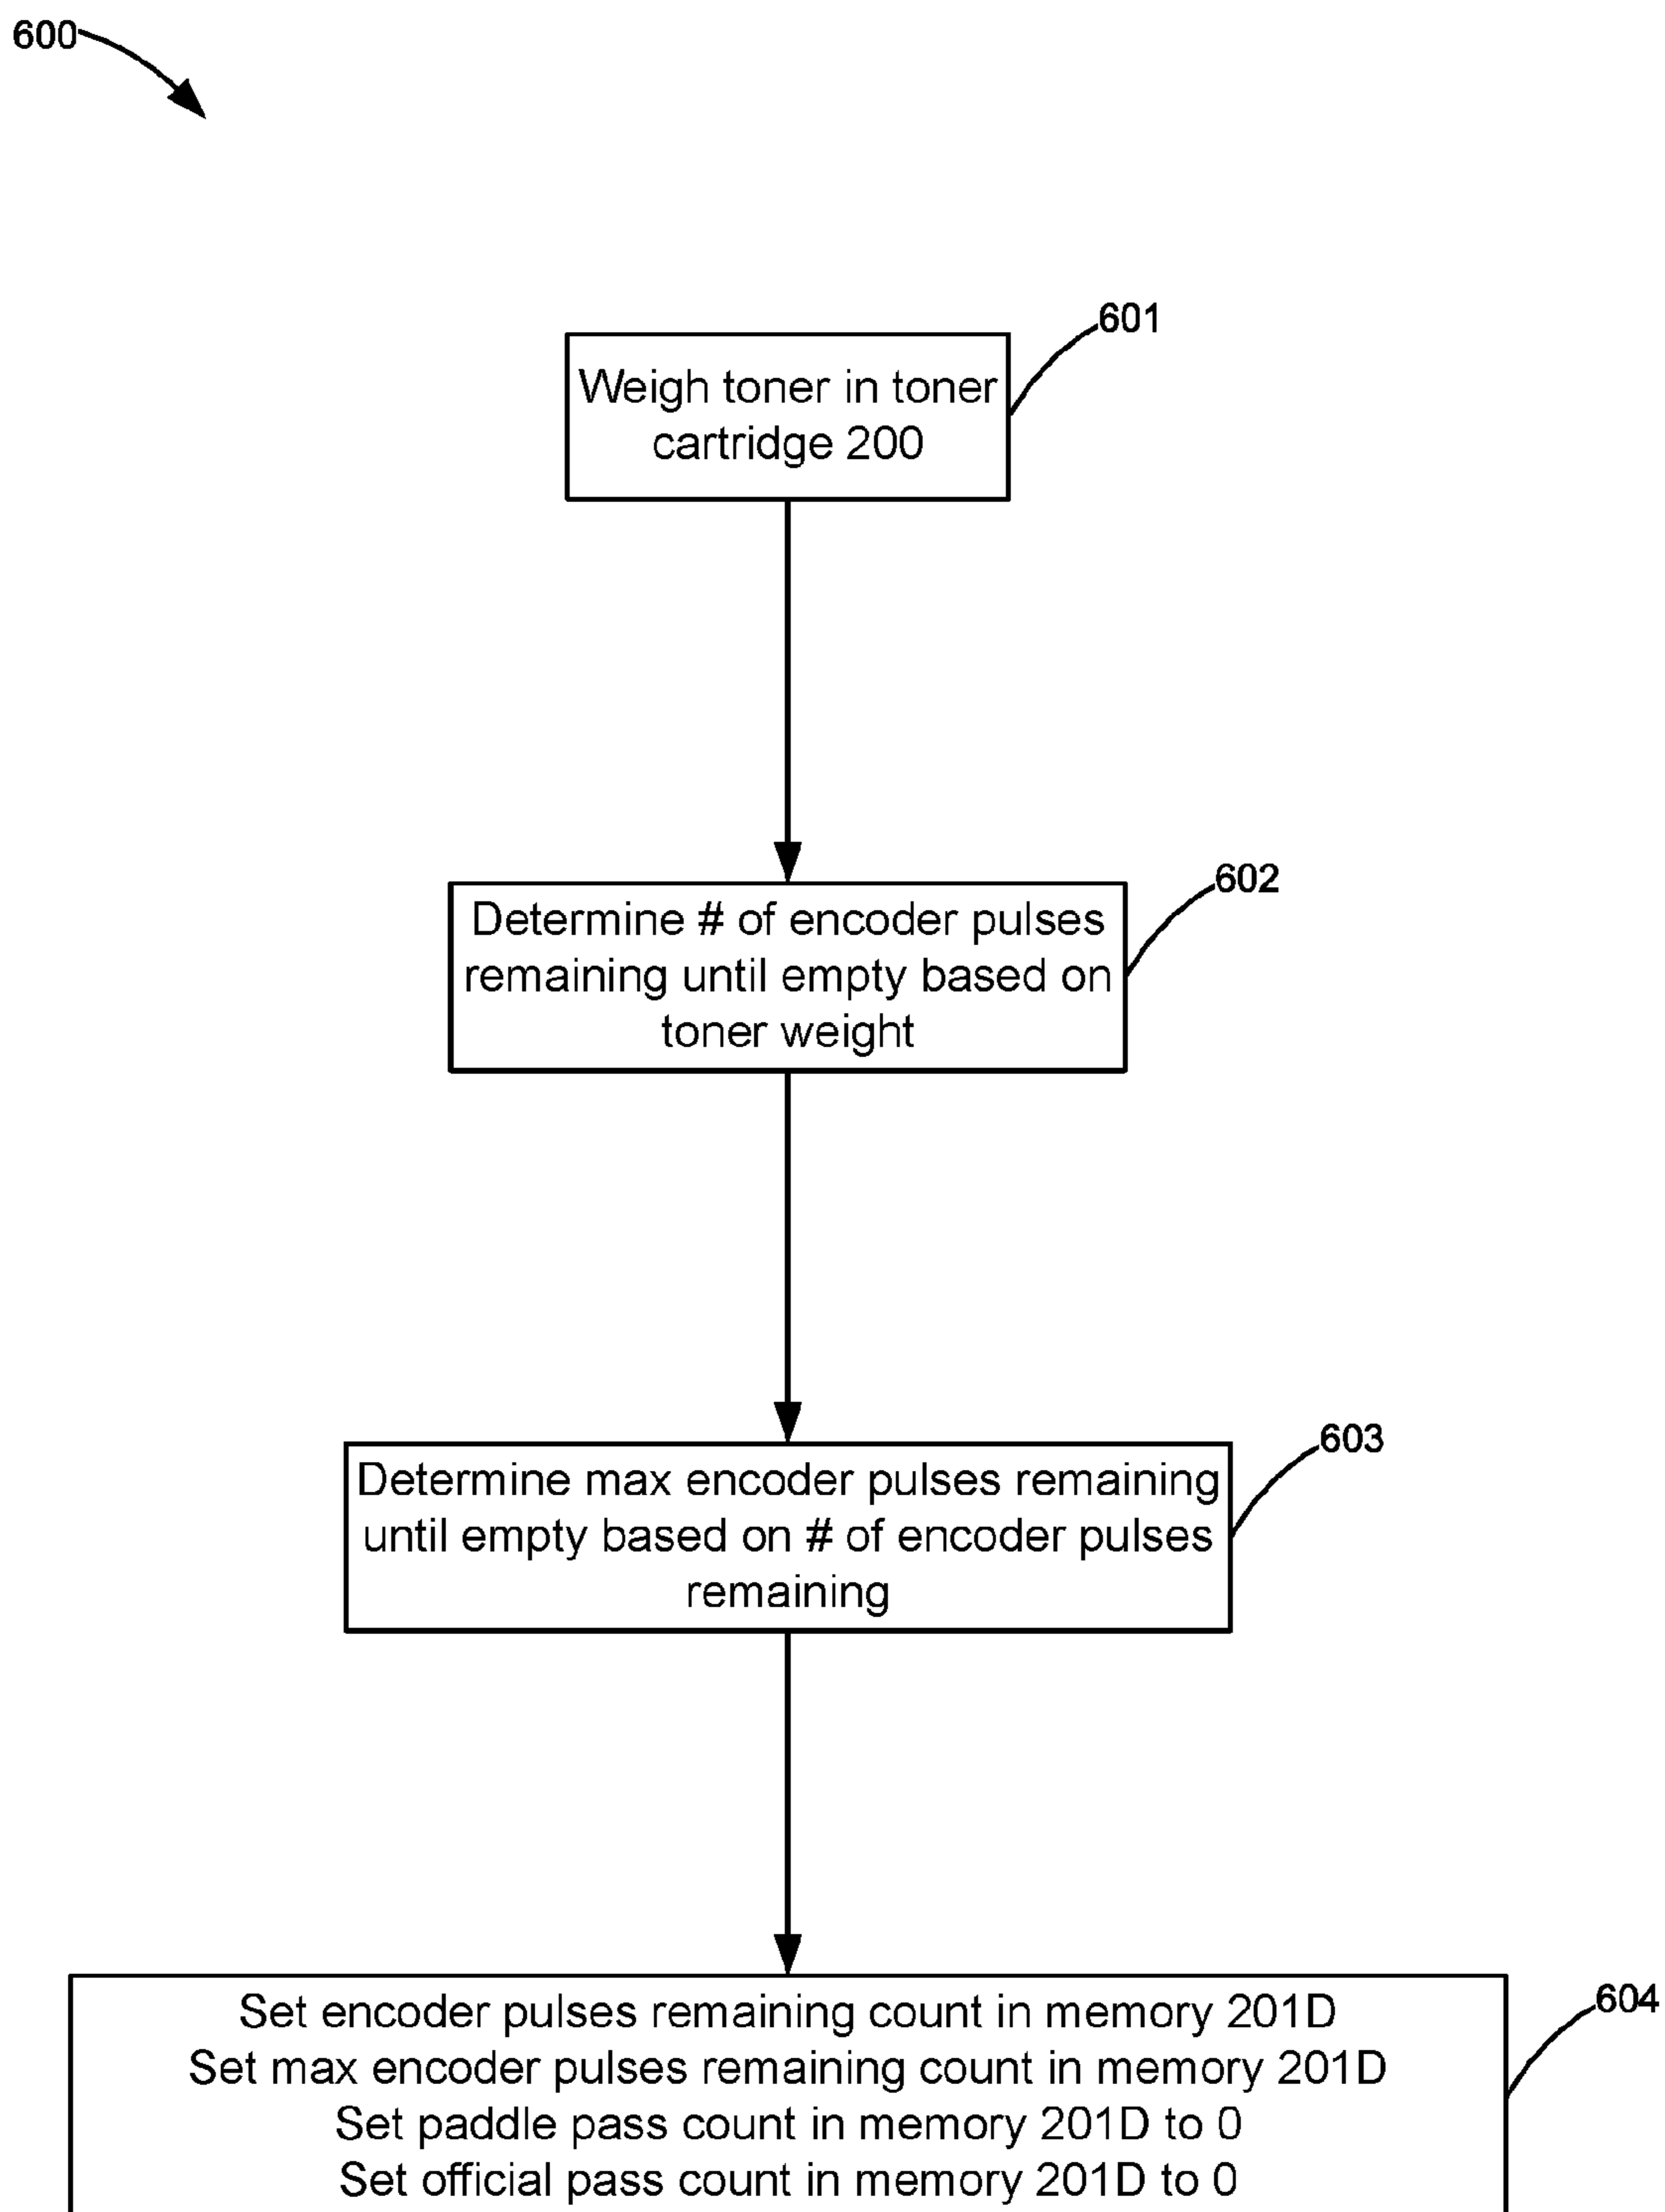 600
601
Weigh toner in toner
cartridge 200
602
Determine # of encoder pulses
remaining until empty based on
toner weight
603
Determine max encoder pulses remaining
until empty based on # of encoder pulses
remaining
604
Set encoder pulses remaining count in memory 201D
Set max encoder pulses remaining count in memory 201D
Set paddle pass count in memory 201D to 0
Set official pass count in memory 201D to 0